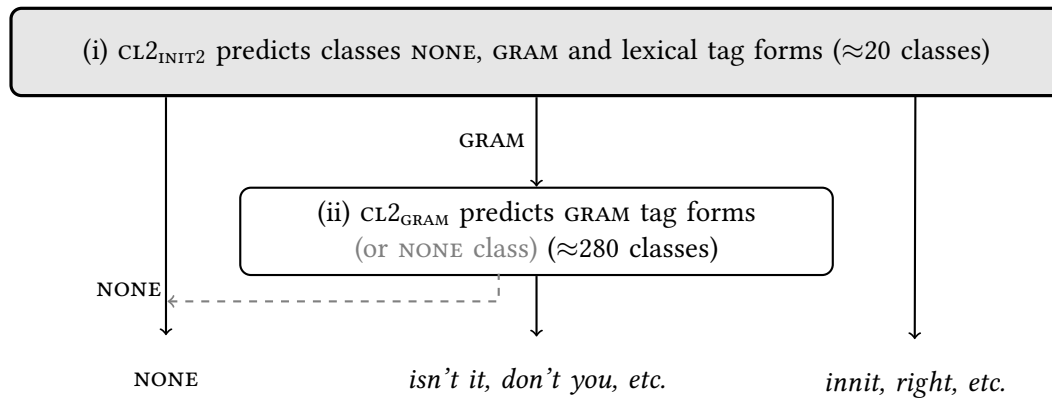 (i) CL2INIT2 predicts classes NONE, GRAM and lexical tag forms (≈20 classes)
GRAM
(ii) CL2GRAM predicts GRAM tag forms
(or NONE class) (≈280 classes)
NONE
NONE
isn't it, don't you, etc.
innit, right, etc.